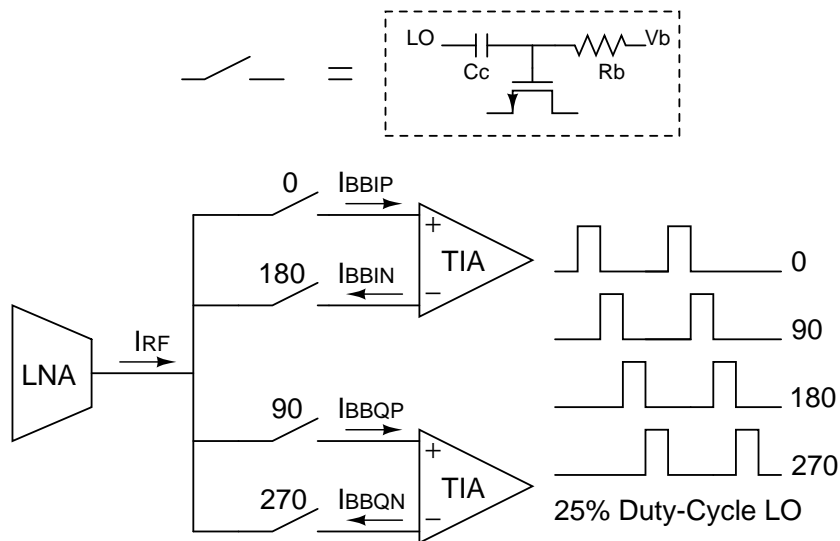 LO
Cc
Rb
Vb
=
0
IBBIP
+
TIA
−
180
IBBIN
LNA
IRF
90
IBBQP
+
TIA
−
270
IBBQN
0
90
180
270
25% Duty-Cycle LO